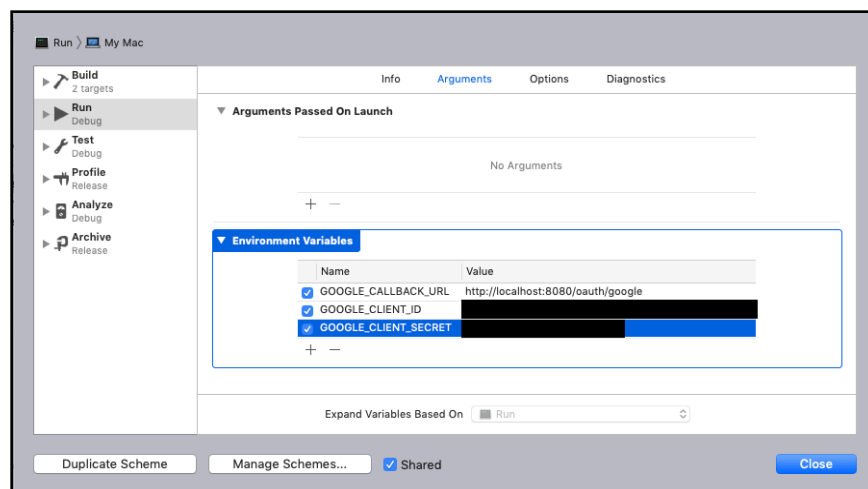 Run 〉 My Mac
Build
2 targets
Run
Debug
Test
Debug
Profile
Release
Analyze
Debug
Archive
Release
Info Arguments Options Diagnostics
Arguments Passed On Launch
No Arguments
Environment Variables
Name Value
GOOGLE_CALLBACK_URL http://localhost:8080/oauth/google
GOOGLE_CLIENT_ID
GOOGLE_CLIENT_SECRET
Expand Variables Based On Run
Duplicate Scheme Manage Schemes... Shared Close